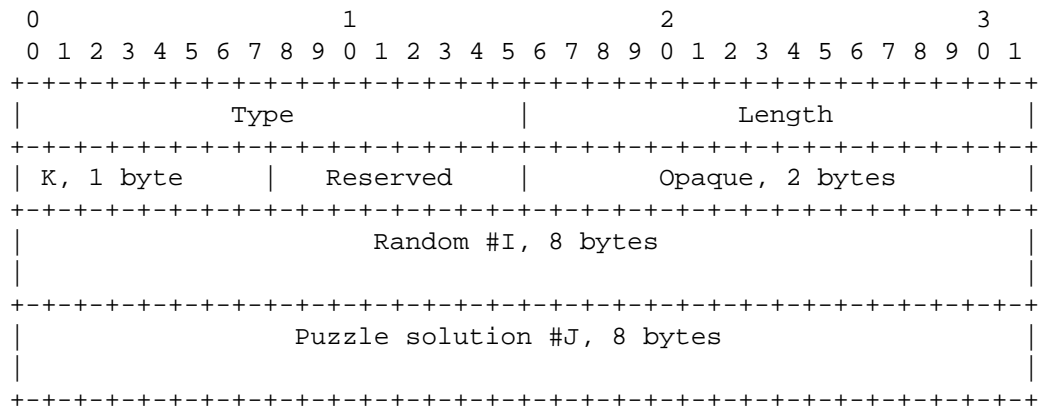 0                   1                   2                   3
 0 1 2 3 4 5 6 7 8 9 0 1 2 3 4 5 6 7 8 9 0 1 2 3 4 5 6 7 8 9 0 1
+-+-+-+-+-+-+-+-+-+-+-+-+-+-+-+-+-+-+-+-+-+-+-+-+-+-+-+-+-+-+-+-+
|             Type              |             Length            |
+-+-+-+-+-+-+-+-+-+-+-+-+-+-+-+-+-+-+-+-+-+-+-+-+-+-+-+-+-+-+-+-+
| K, 1 byte     |   Reserved    |        Opaque, 2 bytes        |
+-+-+-+-+-+-+-+-+-+-+-+-+-+-+-+-+-+-+-+-+-+-+-+-+-+-+-+-+-+-+-+-+
|                      Random #I, 8 bytes                       |
|                                                               |
+-+-+-+-+-+-+-+-+-+-+-+-+-+-+-+-+-+-+-+-+-+-+-+-+-+-+-+-+-+-+-+-+
|                 Puzzle solution #J, 8 bytes                   |
|                                                               |
+-+-+-+-+-+-+-+-+-+-+-+-+-+-+-+-+-+-+-+-+-+-+-+-+-+-+-+-+-+-+-+-+